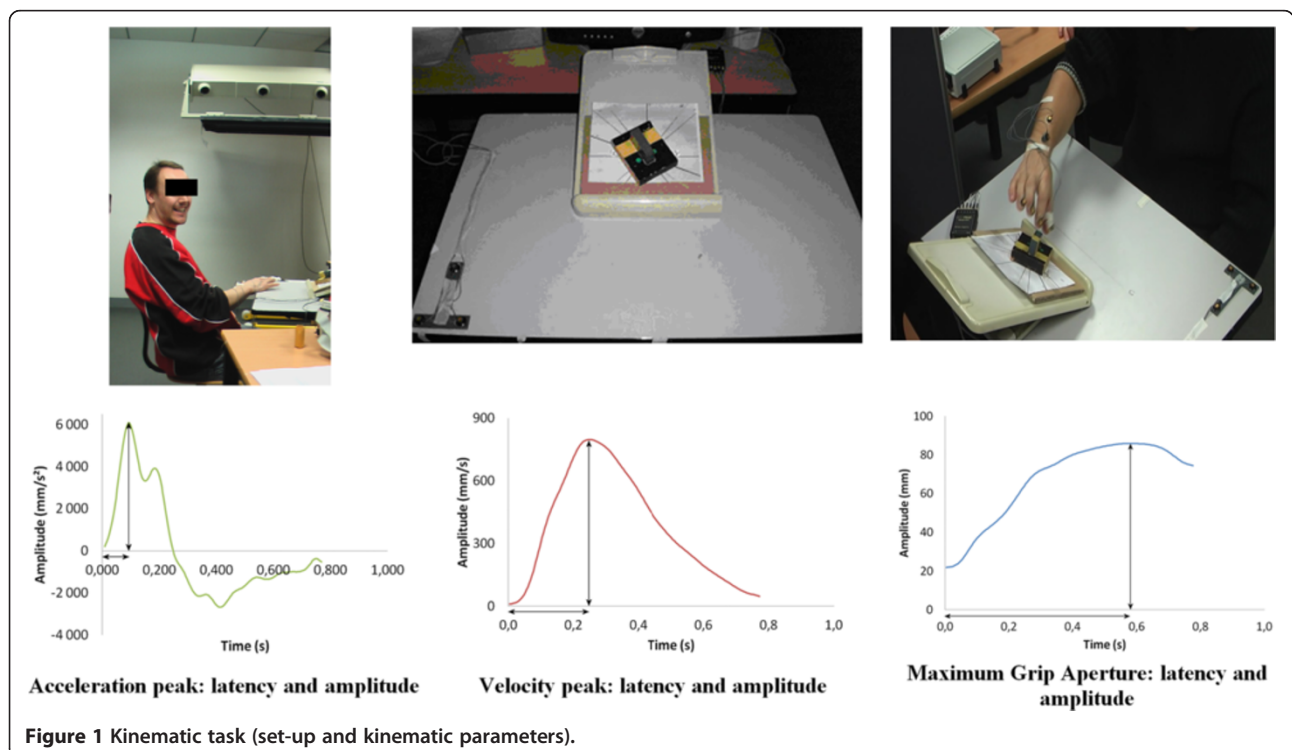 6 000
4 000
2 000
0
-2 000
-4 000
Amplitude (mm/s²)
0,000 0,200 0,400 0,600 0,800 1,000
Time (s)
900
600
300
0
Amplitude (mm/s)
0,0 0,2 0,4 0,6 0,8 1,0
Time (s)
100
80
60
40
20
0
Amplitude (mm)
0,0 0,2 0,4 0,6 0,8 1,0
Time (s)
Acceleration peak: latency and amplitude
Velocity peak: latency and amplitude
Maximum Grip Aperture: latency and
amplitude
Figure 1 Kinematic task (set-up and kinematic parameters).